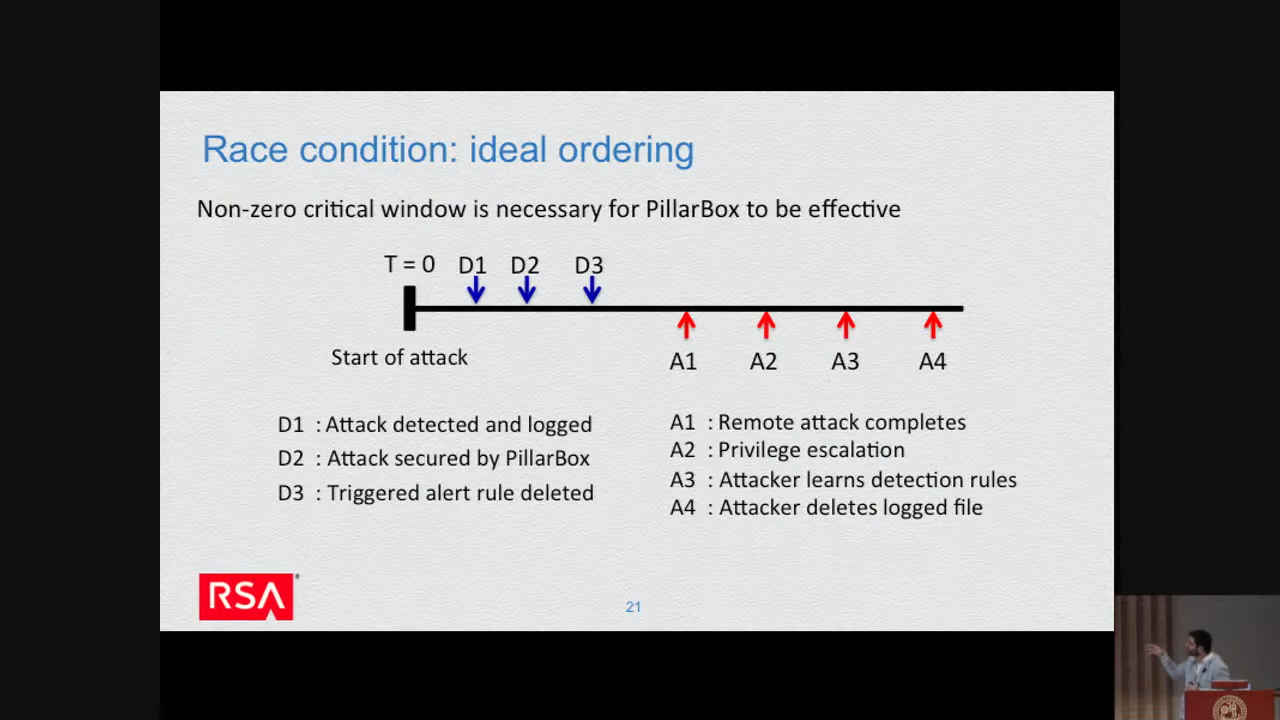 Race condition: ideal ordering
Non-zero critical window is necessary for PillarBox to be effective
T = 0 D1 D2 D3
Start of attack
A1 A2 A3 A4
D1 : Attack detected and logged
D2 : Attack secured by PillarBox
D3 : Triggered alert rule deleted
A1 : Remote attack completes
A2 : Privilege escalation
A3 : Attacker learns detection rules
A4 : Attacker deletes logged file
RSA®
21